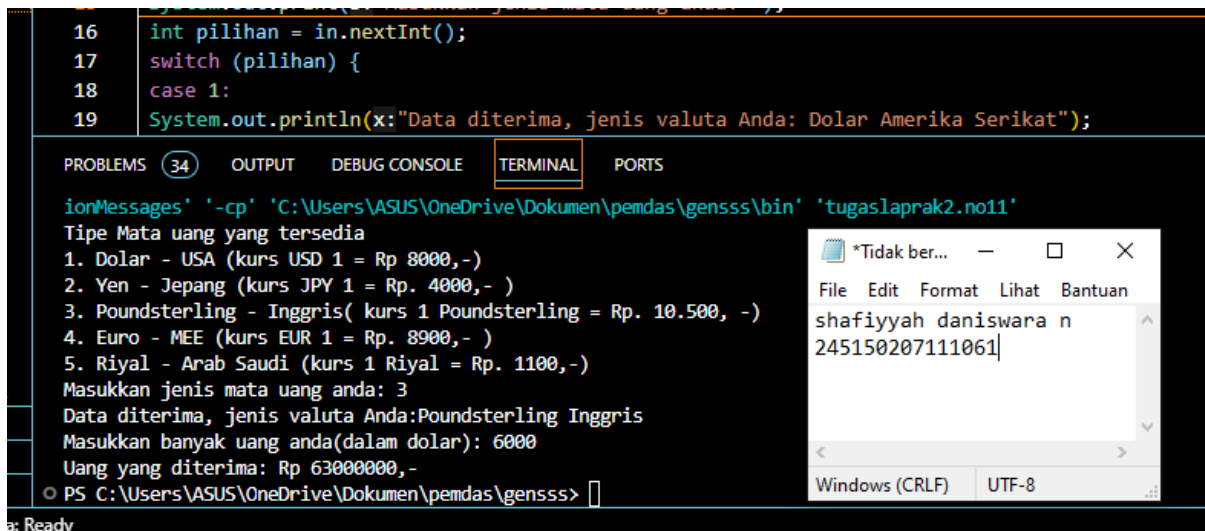 16 int pilihan = in.nextInt();
17 switch (pilihan) {
18 case 1:
19 System.out.println(x:"Data diterima, jenis valuta Anda: Dolar Amerika Serikat");
PROBLEMS 34 OUTPUT DEBUG CONSOLE TERMINAL PORTS
ionMessages' '-cp' 'C:\Users\ASUS\OneDrive\Dokumen\pemdas\gensss\bin' 'tugaslaprak2.no11'
Tipe Mata uang yang tersedia
1. Dolar - USA (kurs USD 1 = Rp 8000,-)
2. Yen - Jepang (kurs JPY 1 = Rp. 4000,- )
3. Poundsterling - Inggris( kurs 1 Poundsterling = Rp. 10.500, -)
4. Euro - MEE (kurs EUR 1 = Rp. 8900,- )
5. Riyal - Arab Saudi (kurs 1 Riyal = Rp. 1100,-)
Masukkan jenis mata uang anda: 3
Data diterima, jenis valuta Anda:Poundsterling Inggris
Masukkan banyak uang anda(dalam dolar): 6000
Uang yang diterima: Rp 63000000,-
PS C:\Users\ASUS\OneDrive\Dokumen\pemdas\gensss>
*Tidak ber...
File Edit Format Lihat Bantuan
shafiyyah daniswara n
245150207111061
Windows (CRLF) UTF-8
a: Ready